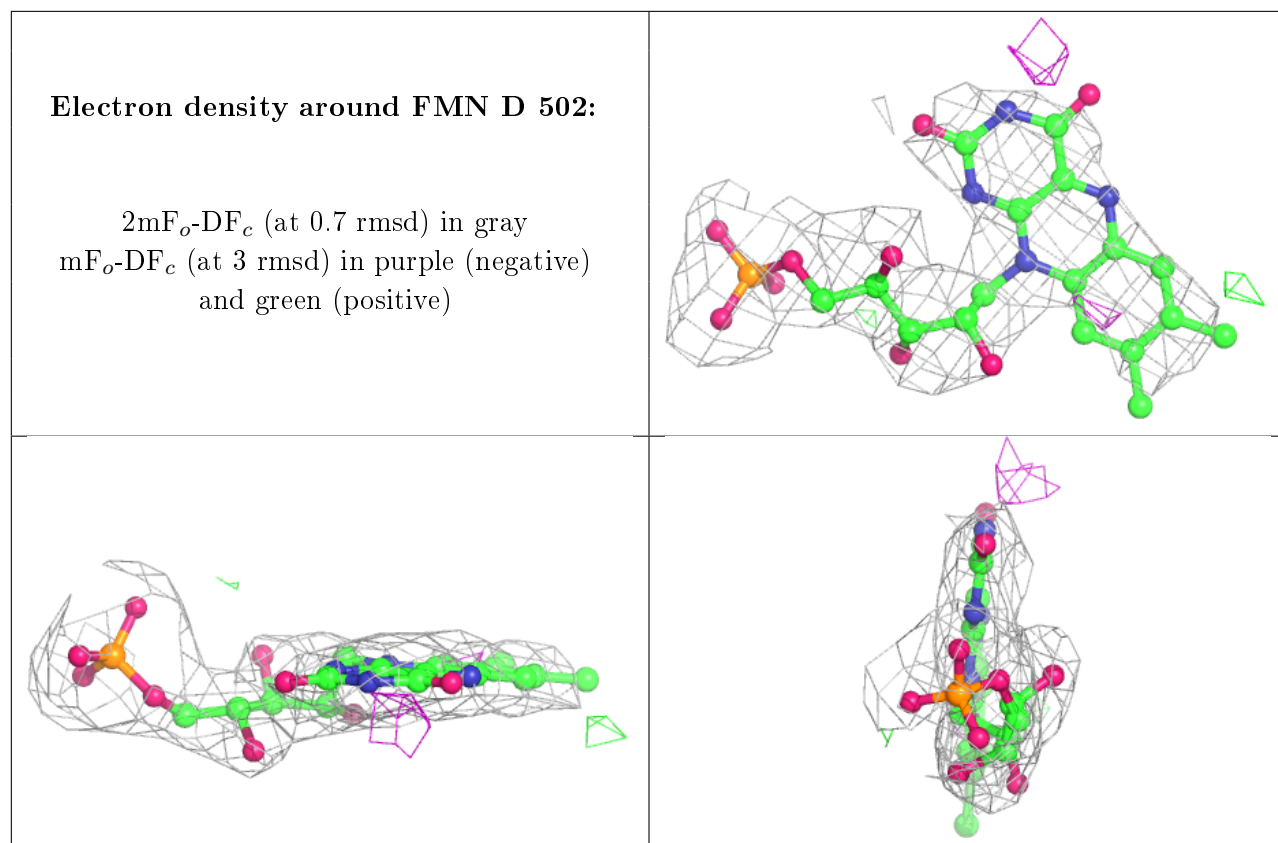 Electron density around FMN D 502:
2mFo-DFc (at 0.7 rmsd) in gray
mFo-DFc (at 3 rmsd) in purple (negative)
and green (positive)